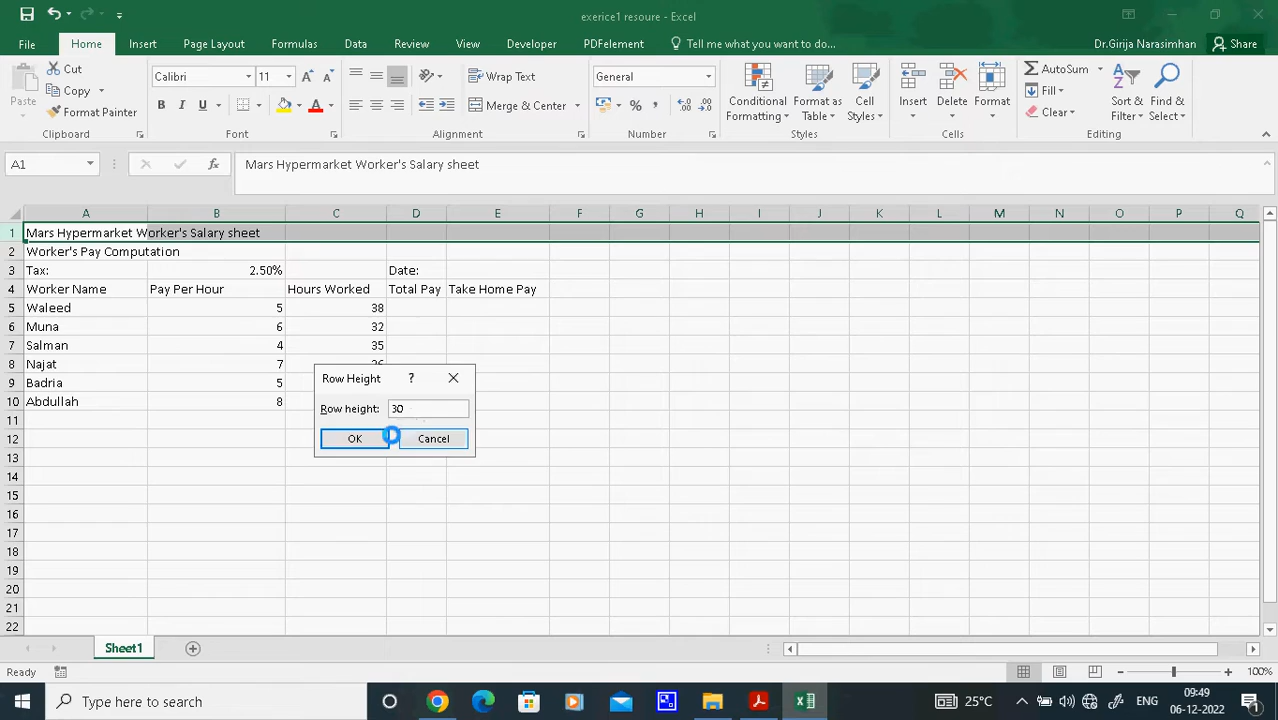 exerice1 resoure - Excel
File Home Insert Page Layout Formulas Data Review View Developer PDFelement Tell me what you want to do... Dr.Girija Narasimhan Share
Paste Cut Copy Format Painter
Calibri 11 A A B I U A
Wrap Text
Merge & Center
General
% ,
Conditional Formatting Format as Table Cell Styles Insert Delete Format
AutoSum Fill Clear Sort & Filter Find & Select
Clipboard Font Alignment Number Styles Cells Editing
A1 fx Mars Hypermarket Worker's Salary sheet
A B C D E F G H I J K L M N O P Q
1 Mars Hypermarket Worker's Salary sheet
2 Worker's Pay Computation
3 Tax: 2.50% Date:
4 Worker Name Pay Per Hour Hours Worked Total Pay Take Home Pay
5 Waleed 5 38
6 Muna 6 32
7 Salman 4 35
8 Najat 7
9 Badria 5
10 Abdullah 8
11
12
13
14
15
16
17
18
19
20
21
22
Row Height ?
Row height: 30
OK Cancel
Sheet1
Ready 100%
Type here to search 25°C ENG 09:49
06-12-2022 1